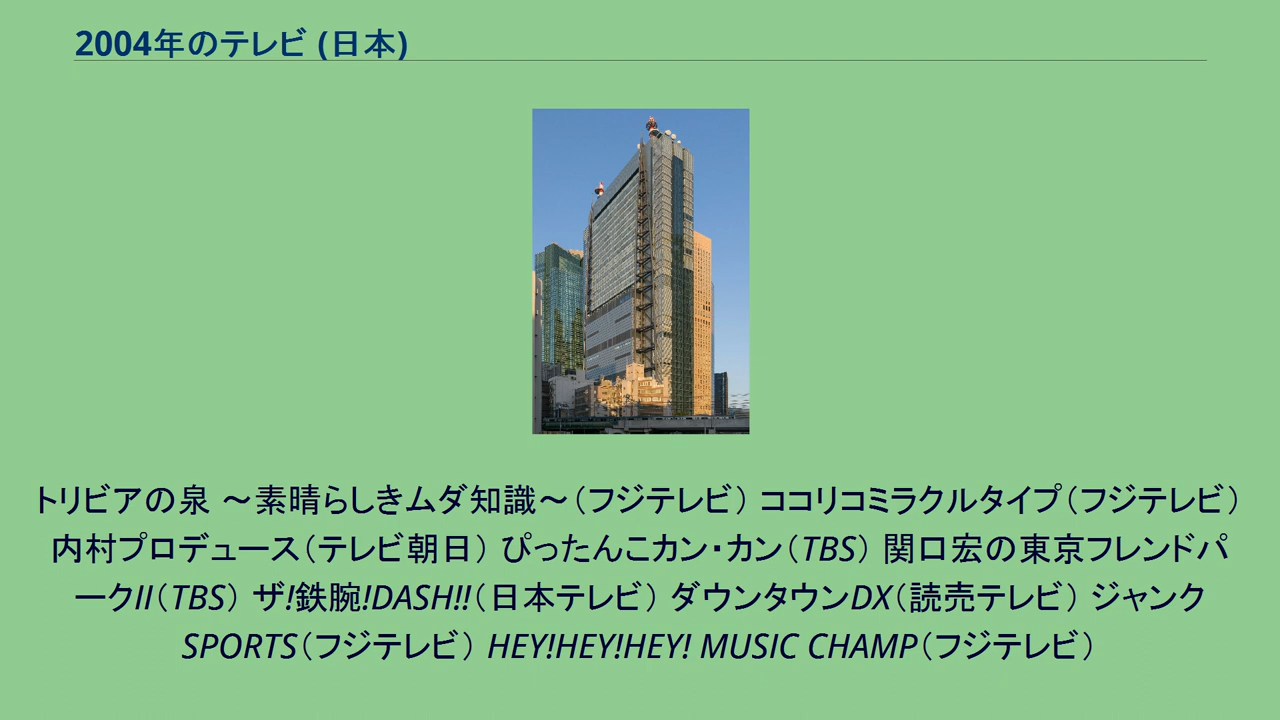 2004年のテレビ (日本)
トリビアの泉 〜素晴らしきムダ知識〜（フジテレビ） ココリコミラクルタイプ（フジテレビ）
内村プロデュース（テレビ朝日） ぴったんこカン・カン（TBS） 関口宏の東京フレンドパ
ークII（TBS） ザ!鉄腕!DASH!!（日本テレビ） ダウンタウンDX（読売テレビ） ジャンク
SPORTS（フジテレビ） HEY!HEY!HEY! MUSIC CHAMP（フジテレビ）